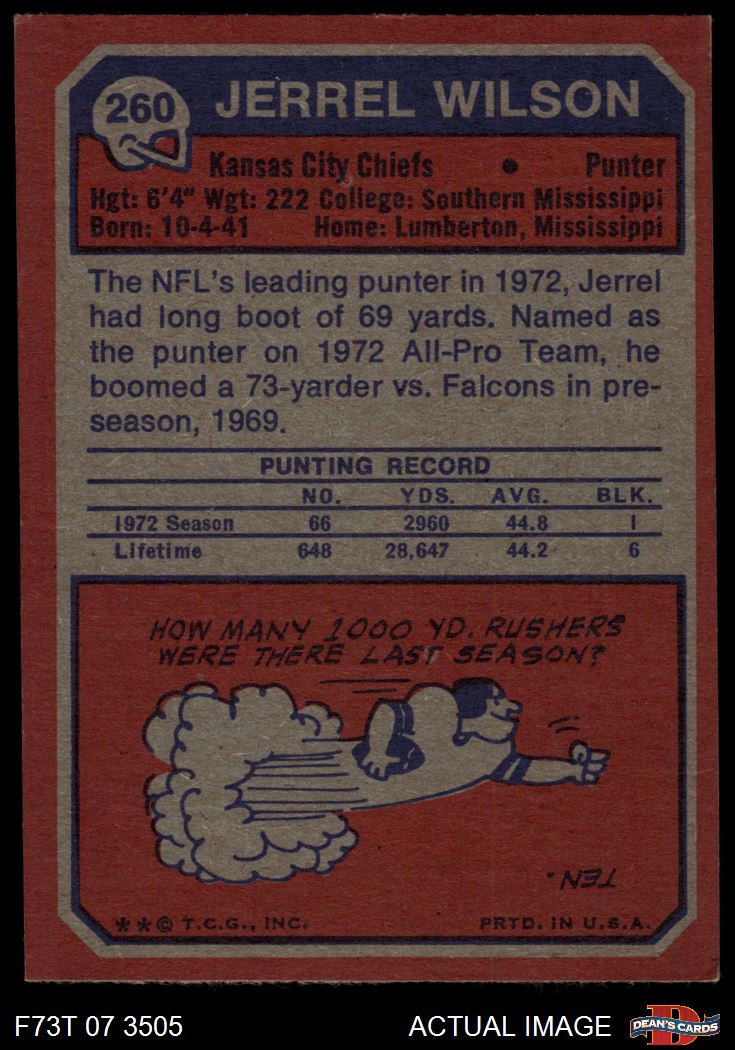 260 JERREL WILSON
Kansas City Chiefs • Punter
Hgt: 6'4" Wgt: 222 College: Southern Mississippi
Born: 10-4-41 Home: Lumberton, Mississippi
The NFL's leading punter in 1972, Jerrel
had long boot of 69 yards. Named as
the punter on 1972 All-Pro Team, he
boomed a 73-yarder vs. Falcons in pre-
season, 1969.
PUNTING RECORD
NO. YDS. AVG. BLK.
1972 Season 66 2960 44.8 1
Lifetime 648 28,647 44.2 6
HOW MANY 1000 YD. RUSHERS
WERE THERE LAST SEASON?
TEN.
** © T.C.G., INC. PRTD. IN U.S.A.
F73T 07 3505 ACTUAL IMAGE D DEAN'S CARDS